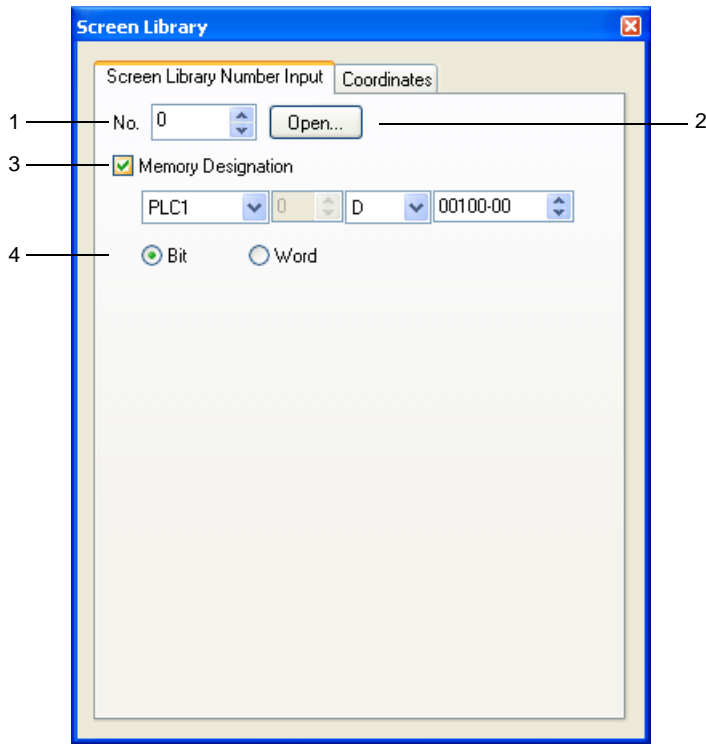 Screen Library
Screen Library Number Input Coordinates
1 No. 0 Open... 2
3 Memory Designation
PLC1 0 D 00100-00
4 Bit Word